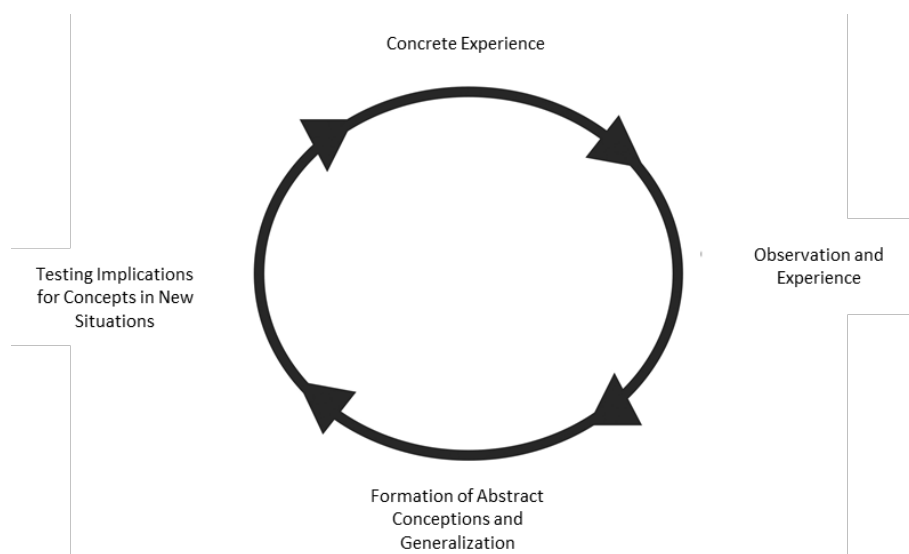 Concrete Experience
Observation and
Experience
Testing Implications
for Concepts in New
Situations
Formation of Abstract
Conceptions and
Generalization